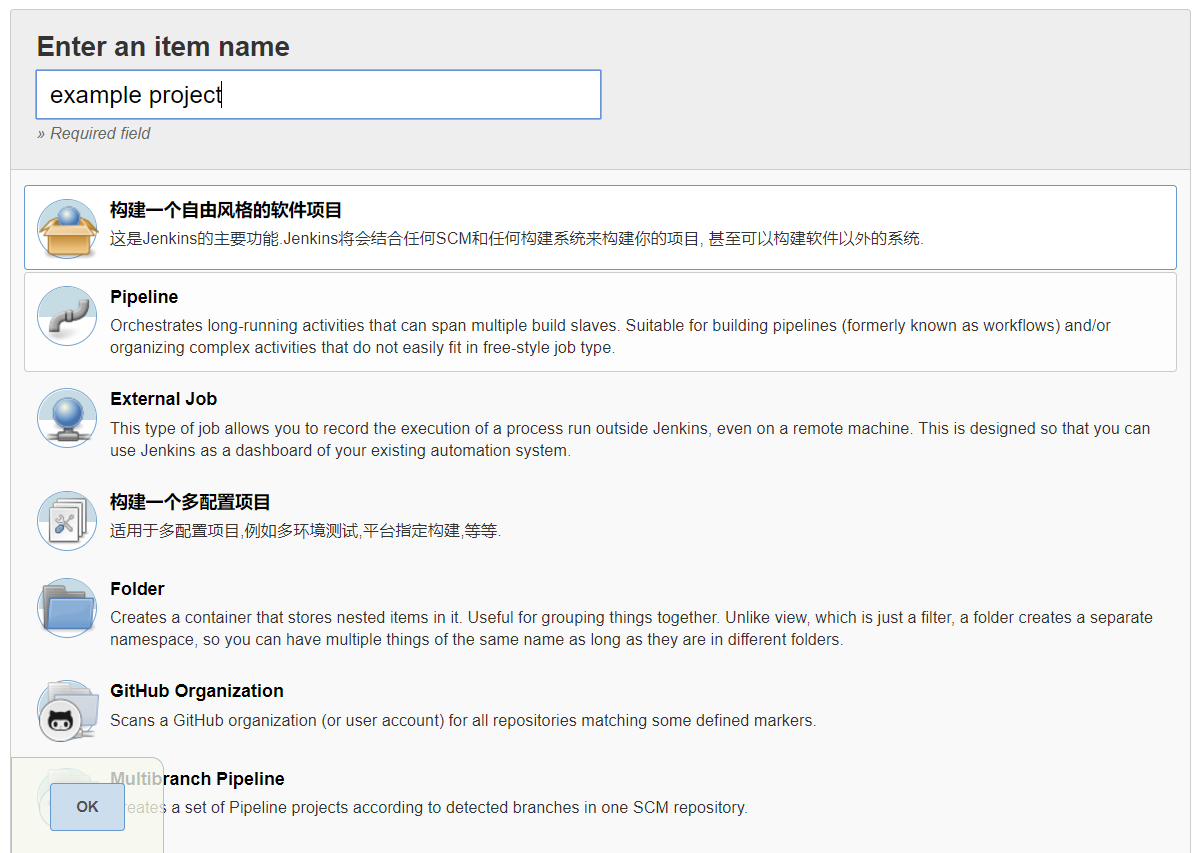 Enter an item name
example project
» Required field
构建一个自由风格的软件项目
这是Jenkins的主要功能.Jenkins将会结合任何SCM和任何构建系统来构建你的项目, 甚至可以构建软件以外的系统.
Pipeline
Orchestrates long-running activities that can span multiple build slaves. Suitable for building pipelines (formerly known as workflows) and/or
organizing complex activities that do not easily fit in free-style job type.
External Job
This type of job allows you to record the execution of a process run outside Jenkins, even on a remote machine. This is designed so that you can
use Jenkins as a dashboard of your existing automation system.
构建一个多配置项目
适用于多配置项目,例如多环境测试,平台指定构建,等等.
Folder
Creates a container that stores nested items in it. Useful for grouping things together. Unlike view, which is just a filter, a folder creates a separate
namespace, so you can have multiple things of the same name as long as they are in different folders.
GitHub Organization
Scans a GitHub organization (or user account) for all repositories matching some defined markers.
Multibranch Pipeline
Creates a set of Pipeline projects according to detected branches in one SCM repository.
OK